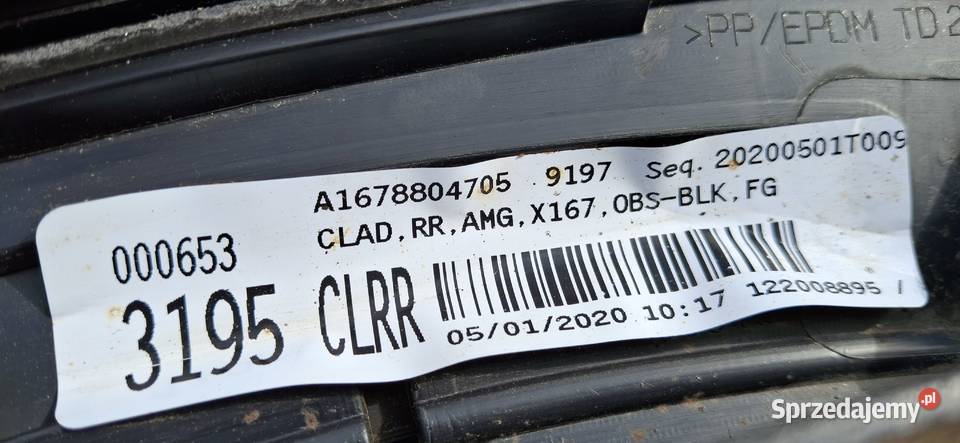 >PP/EPDM TD2
A1678804705 9197 Seq. 20200501T009
CLAD,RR,AMG,X167,OBS-BLK,FG
000653
3195 CLRR
05/01/2020 10:17 122008895 /
Sprzedajemy.pl